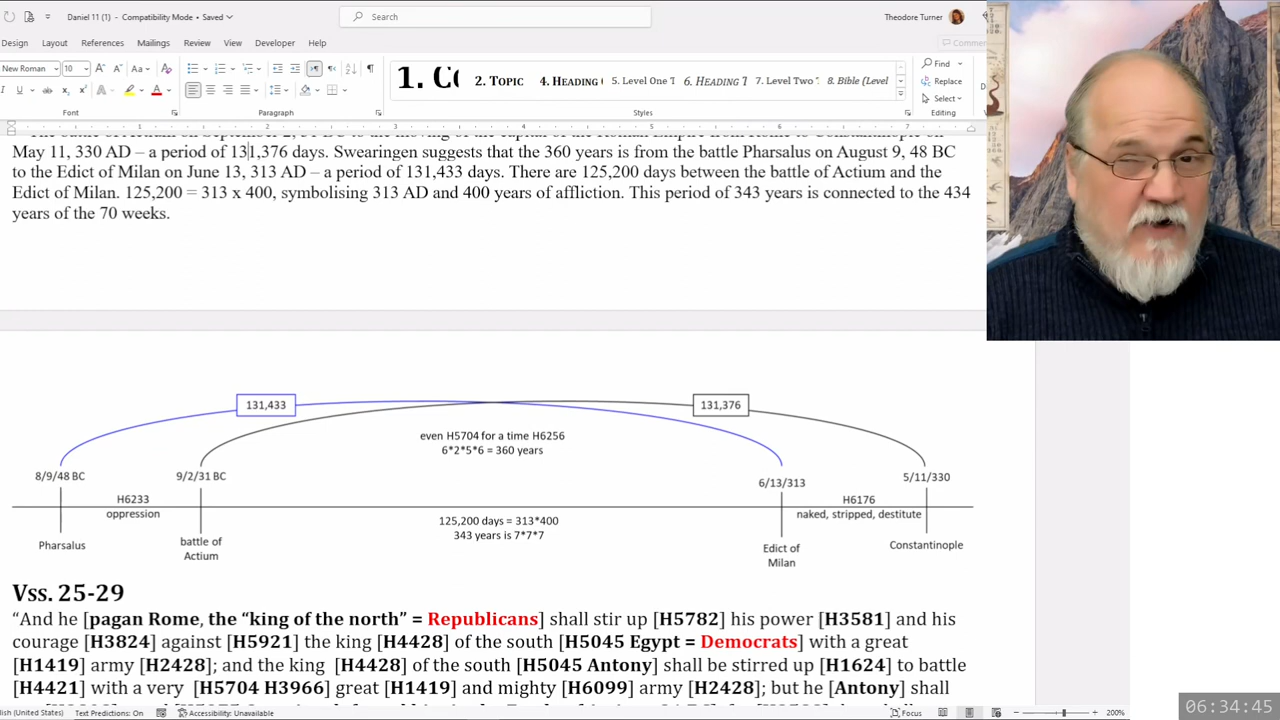 Daniel 11 (1) - Compatibility Mode • Saved
Search
Theodore Turner
Design Layout References Mailings Review View Developer Help
New Roman 10
1. C 2. TOPIC 4. HEADING 5. Level One 6. HEADING 7. Level Two 8. Bible (Level
Find
Replace
Select
Font Paragraph Styles Editing
May 11, 330 AD – a period of 131,376 days. Swearingen suggests that the 360 years is from the battle Pharsalus on August 9, 48 BC
to the Edict of Milan on June 13, 313 AD – a period of 131,433 days. There are 125,200 days between the battle of Actium and the
Edict of Milan. 125,200 = 313 x 400, symbolising 313 AD and 400 years of affliction. This period of 343 years is connected to the 434
years of the 70 weeks.
131,433 131,376
even H5704 for a time H6256
6*2*5*6 = 360 years
8/9/48 BC 9/2/31 BC 6/13/313 5/11/330
H6233
oppression
H6176
naked, stripped, destitute
125,200 days = 313*400
343 years is 7*7*7
Pharsalus
battle of
Actium
Edict of
Milan
Constantinople
Vss. 25-29
“And he [pagan Rome, the “king of the north” = Republicans] shall stir up [H5782] his power [H3581] and his
courage [H3824] against [H5921] the king [H4428] of the south [H5045 Egypt = Democrats] with a great
[H1419] army [H2428]; and the king [H4428] of the south [H5045 Antony] shall be stirred up [H1624] to battle
[H4421] with a very [H5704 H3966] great [H1419] and mighty [H6099] army [H2428]; but he [Antony] shall
lish (United States) Text Predictions: On Accessibility: Unavailable Focus 200%
06:34:45